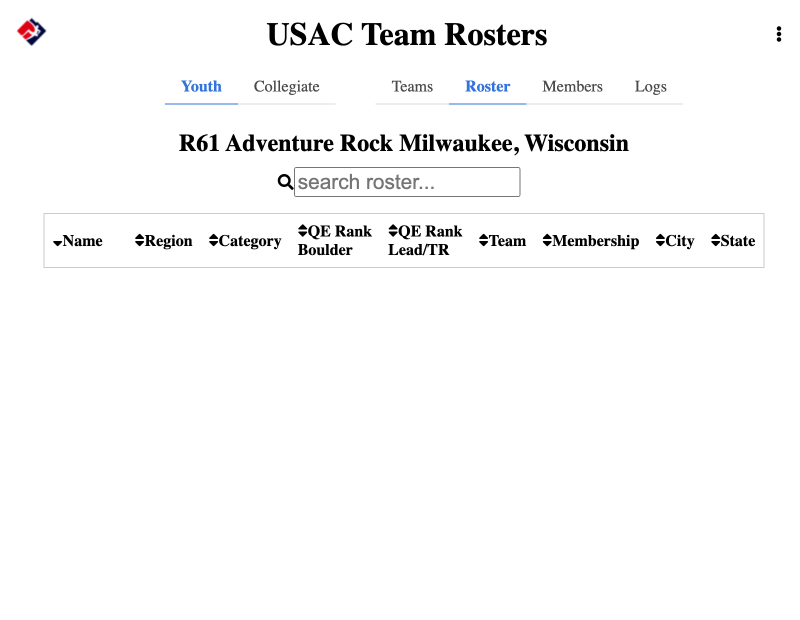 USAC Team Rosters
Youth Collegiate Teams Roster Members Logs
R61 Adventure Rock Milwaukee, Wisconsin
search roster...
Name Region Category QE Rank Boulder QE Rank Lead/TR Team Membership City State